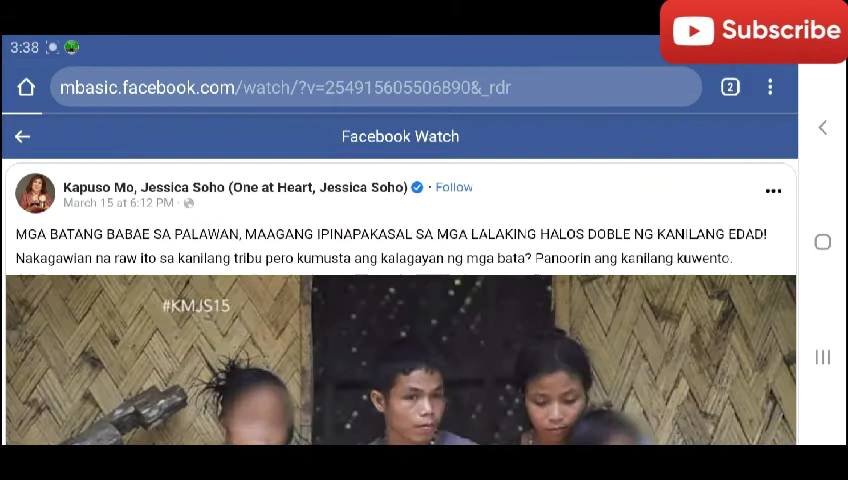 Subscribe
3:38
mbasic.facebook.com/watch/?v=254915605506890&_rdr
2
Facebook Watch
Kapuso Mo, Jessica Soho (One at Heart, Jessica Soho) · Follow
March 15 at 6:12 PM ·
MGA BATANG BABAE SA PALAWAN, MAAGANG IPINAPAKASAL SA MGA LALAKING HALOS DOBLE NG KANILANG EDAD!
Nakagawian na raw ito sa kanilang tribu pero kumusta ang kalagayan ng mga bata? Panoorin ang kanilang kuwento.
#KMJS15